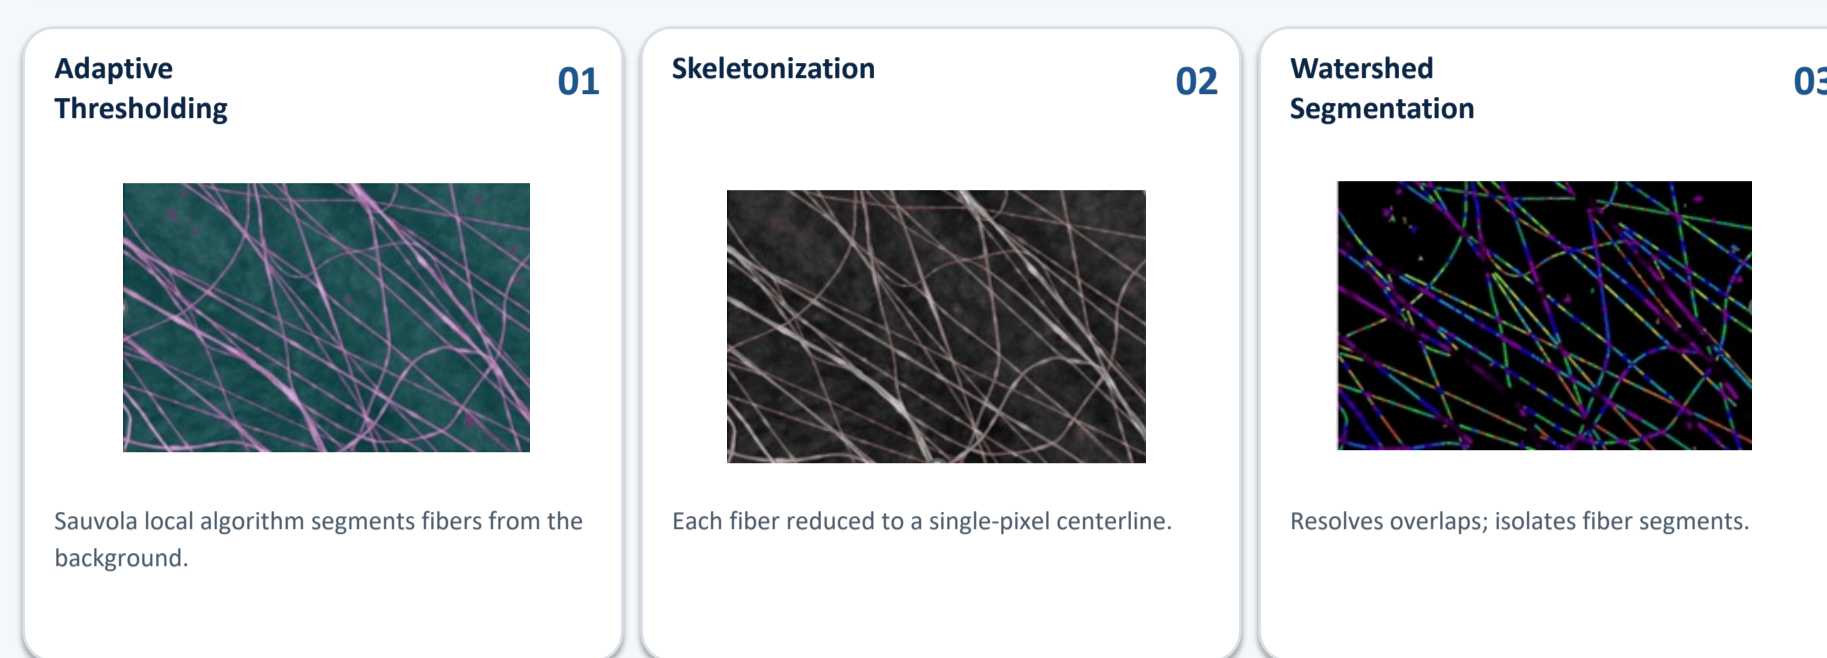 Adaptive
Thresholding
01
Sauvola local algorithm segments fibers from the
background.
Skeletonization
02
Each fiber reduced to a single-pixel centerline.
Watershed
Segmentation
03
Resolves overlaps; isolates fiber segments.